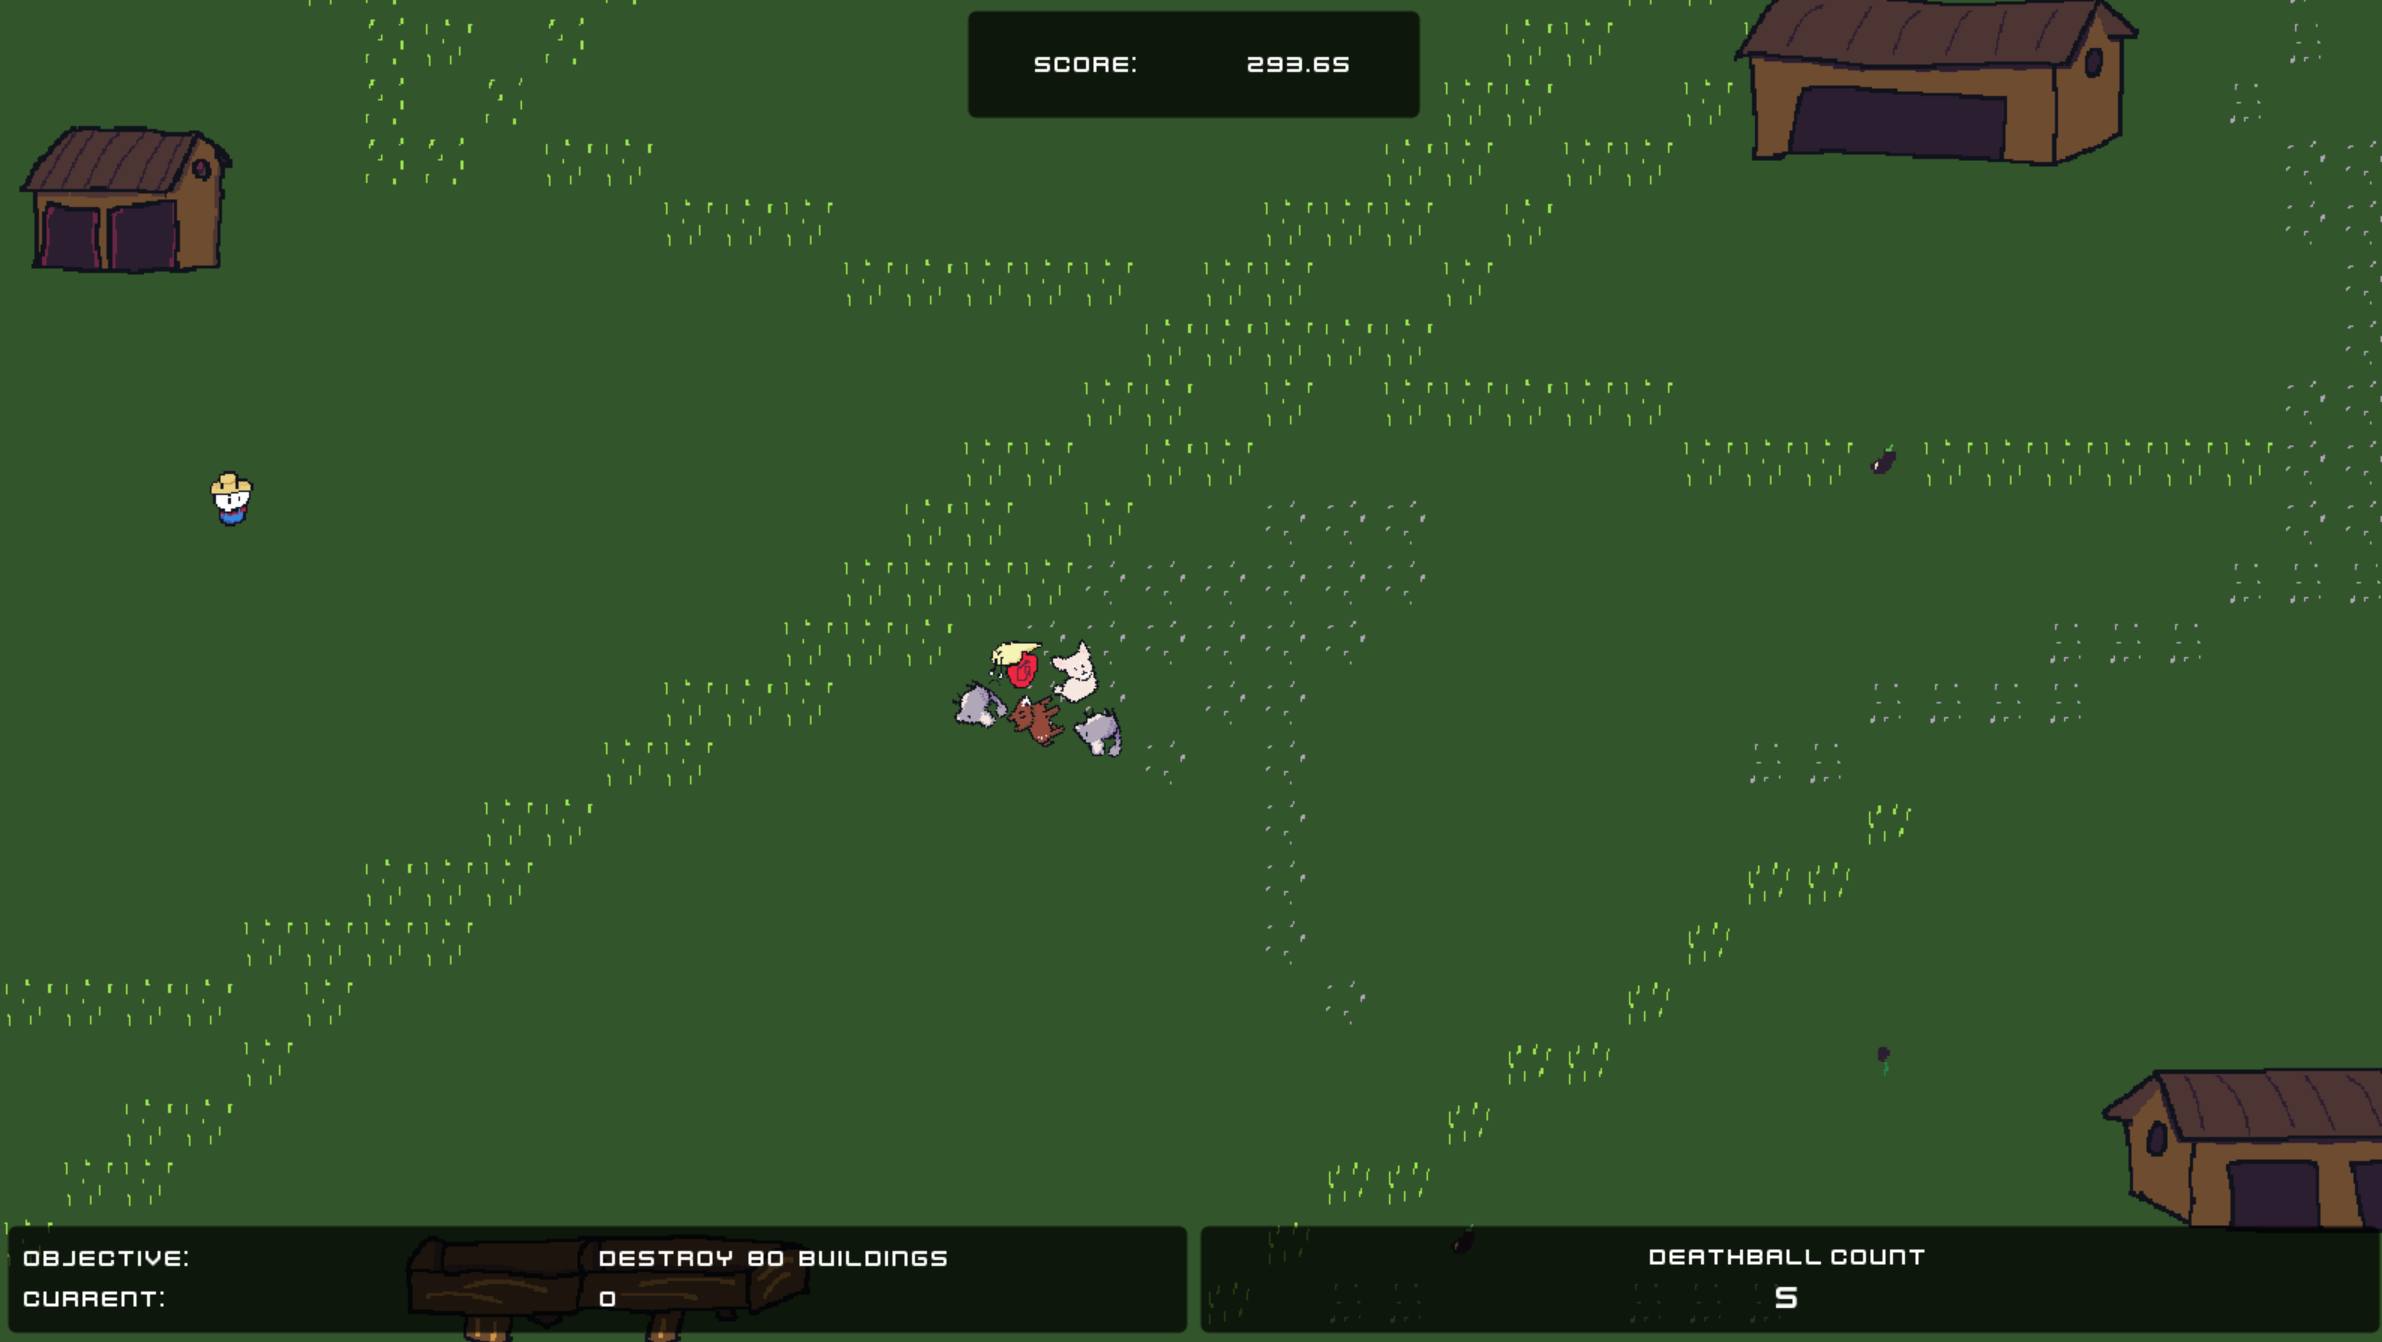 SCORE: 293.65
OBJECTIVE: DESTROY 80 BUILDINGS
CURRENT: 0
DEATHBALL COUNT
5